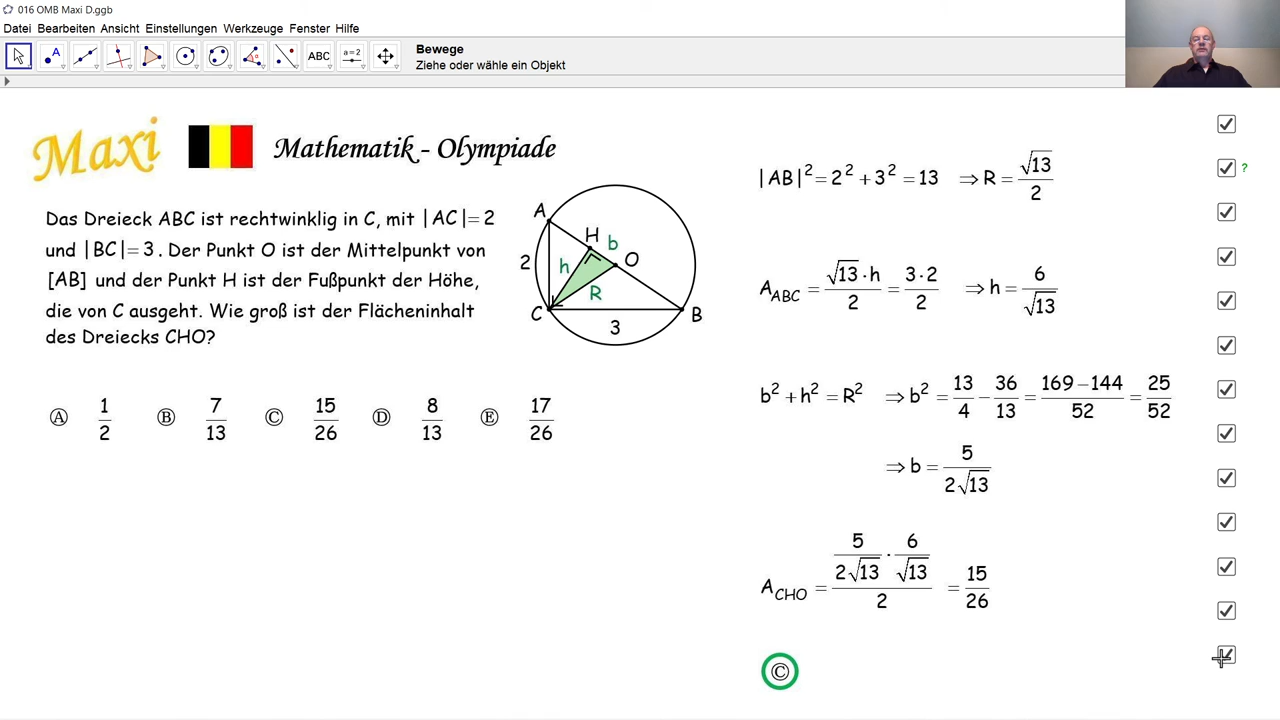 016 OMB Maxi D.ggb
Datei Bearbeiten Ansicht Einstellungen Werkzeuge Fenster Hilfe
A ABC a=2 Bewege
Ziehe oder wähle ein Objekt
Maxi Mathematik - Olympiade
Das Dreieck ABC ist rechtwinklig in C, mit |AC|= 2
und |BC|= 3 . Der Punkt O ist der Mittelpunkt von
[AB] und der Punkt H ist der Fußpunkt der Höhe,
die von C ausgeht. Wie groß ist der Flächeninhalt
des Dreiecks CHO?
A
H b
2 h O
R
C B
3
Ⓐ 1/2 Ⓑ 7/13 Ⓒ 15/26 Ⓓ 8/13 Ⓔ 17/26
|AB|² = 2² + 3² = 13 ⇒ R = √13/2
?
A_ABC = √13·h/2 = 3·2/2 ⇒ h = 6/√13
b² + h² = R² ⇒ b² = 13/4 − 36/13 = (169 − 144)/52 = 25/52
⇒ b = 5/(2√13)
A_CHO = (5/(2√13) · 6/√13)/2 = 15/26
Ⓒ